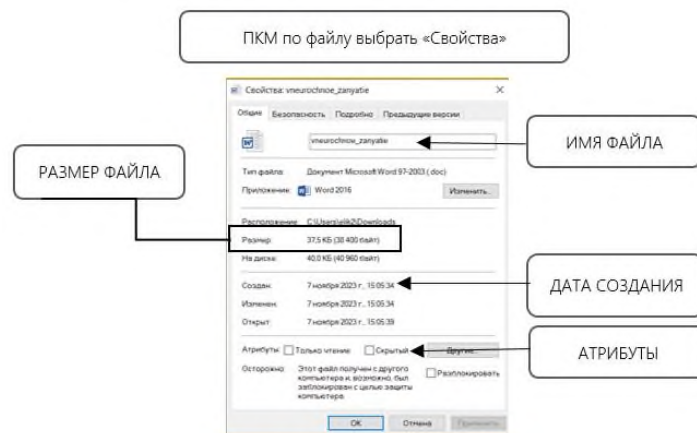 ПКМ по файлу выбрать «Свойства»
Свойства: vneurochnoe_zanyatie
Общие Безопасность Подробно Предыдущие версии
vneurochnoe_zanyatie
ИМЯ ФАЙЛА
РАЗМЕР ФАЙЛА
Тип файла: Документ Microsoft Word 97-2003 (.doc)
Приложение: Word 2016 Изменить...
Расположение: C:\Users\elik2\Downloads
Размер: 37,5 КБ (38 400 байт)
На диске: 40,0 КБ (40 960 байт)
Создан: 7 ноября 2023 г., 15:05:34
ДАТА СОЗДАНИЯ
Изменен: 7 ноября 2023 г., 15:05:34
Открыт: 7 ноября 2023 г., 15:05:39
Атрибуты: Только чтение Скрытый Другие...
АТРИБУТЫ
Осторожно: Этот файл получен с другого
компьютера и, возможно, был
заблокирован с целью защиты
компьютера.
Разблокировать
ОК Отмена Применить